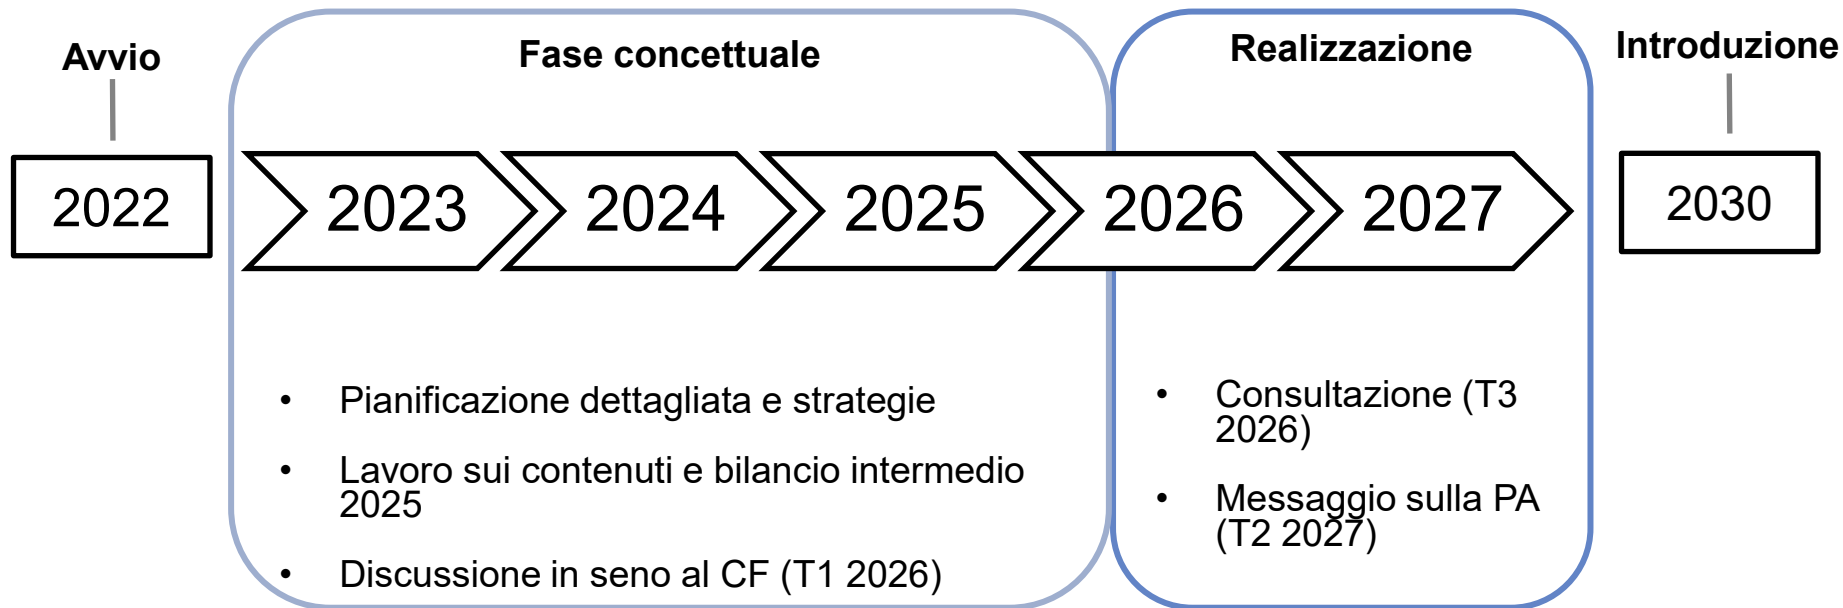 Avvio
Fase concettuale
Realizzazione
Introduzione
2022
2023
2024
2025
2026
2027
2030
• Pianificazione dettagliata e strategie
• Lavoro sui contenuti e bilancio intermedio
2025
• Discussione in seno al CF (T1 2026)
• Consultazione (T3
2026)
• Messaggio sulla PA
(T2 2027)